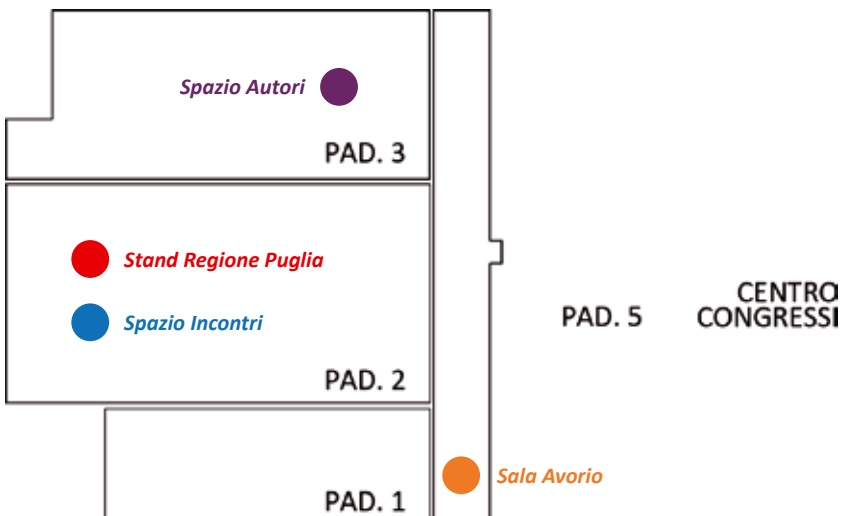 Spazio Autori
PAD. 3
Stand Regione Puglia
Spazio Incontri
PAD. 2
PAD. 5
CENTRO
CONGRESSI
Sala Avorio
PAD. 1